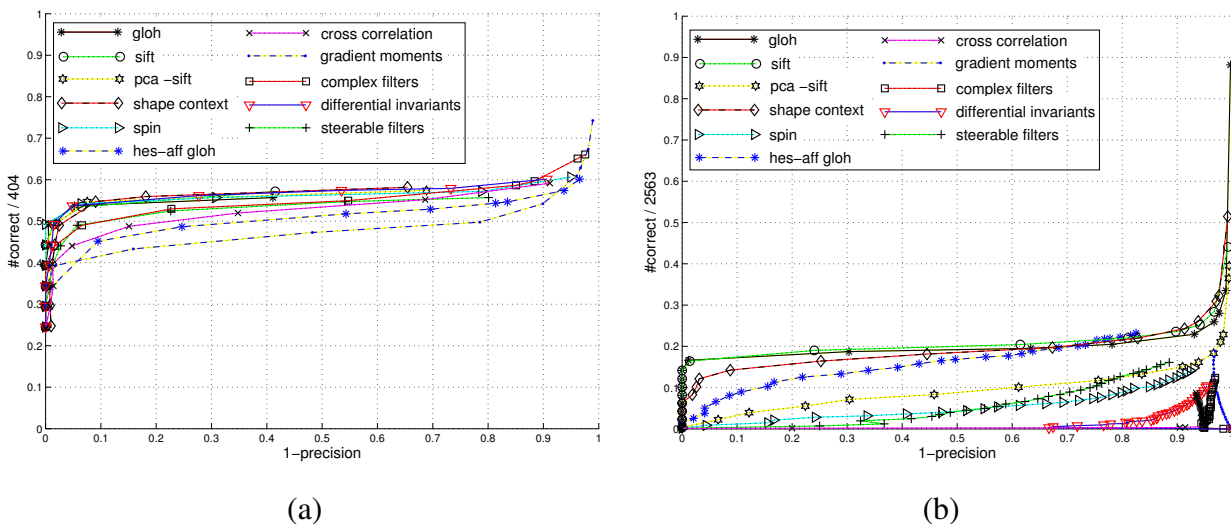 1
0.9
0.8
0.7
0.6
0.5
0.4
0.3
0.2
0.1
0
#correct / 404
gloh
sift
pca −sift
shape context
spin
hes−aff gloh
cross correlation
gradient moments
complex filters
differential invariants
steerable filters
0 0.1 0.2 0.3 0.4 0.5 0.6 0.7 0.8 0.9 1
1−precision
(a)
1
0.9
0.8
0.7
0.6
0.5
0.4
0.3
0.2
0.1
0
#correct / 2563
gloh
sift
pca −sift
shape context
spin
hes−aff gloh
cross correlation
gradient moments
complex filters
differential invariants
steerable filters
0 0.1 0.2 0.3 0.4 0.5 0.6 0.7 0.8 0.9
1−precision
(b)